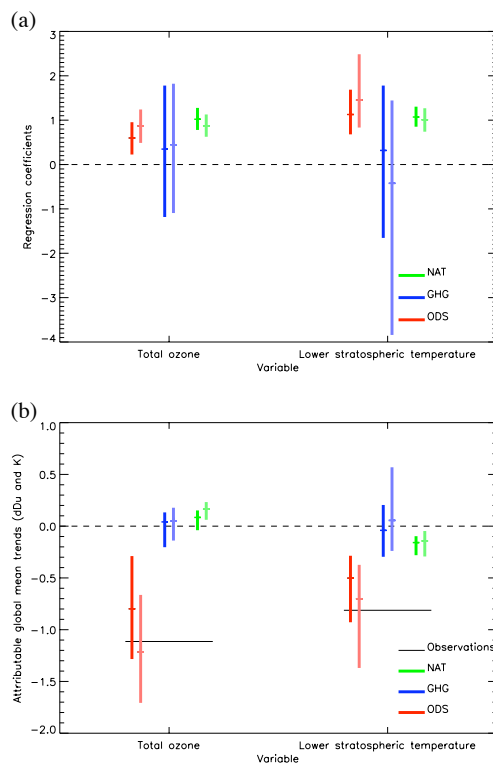 (a)
3
2
1
0
-1
-2
-3
-4
Regression coefficients
NAT
GHG
ODS
Total ozone
Lower stratospheric temperature
Variable
(b)
1.0
0.5
0.0
-0.5
-1.0
-1.5
-2.0
Attrributable global mean trends (dDu and K)
Observations
NAT
GHG
ODS
Total ozone
Lower stratospheric temperature
Variable